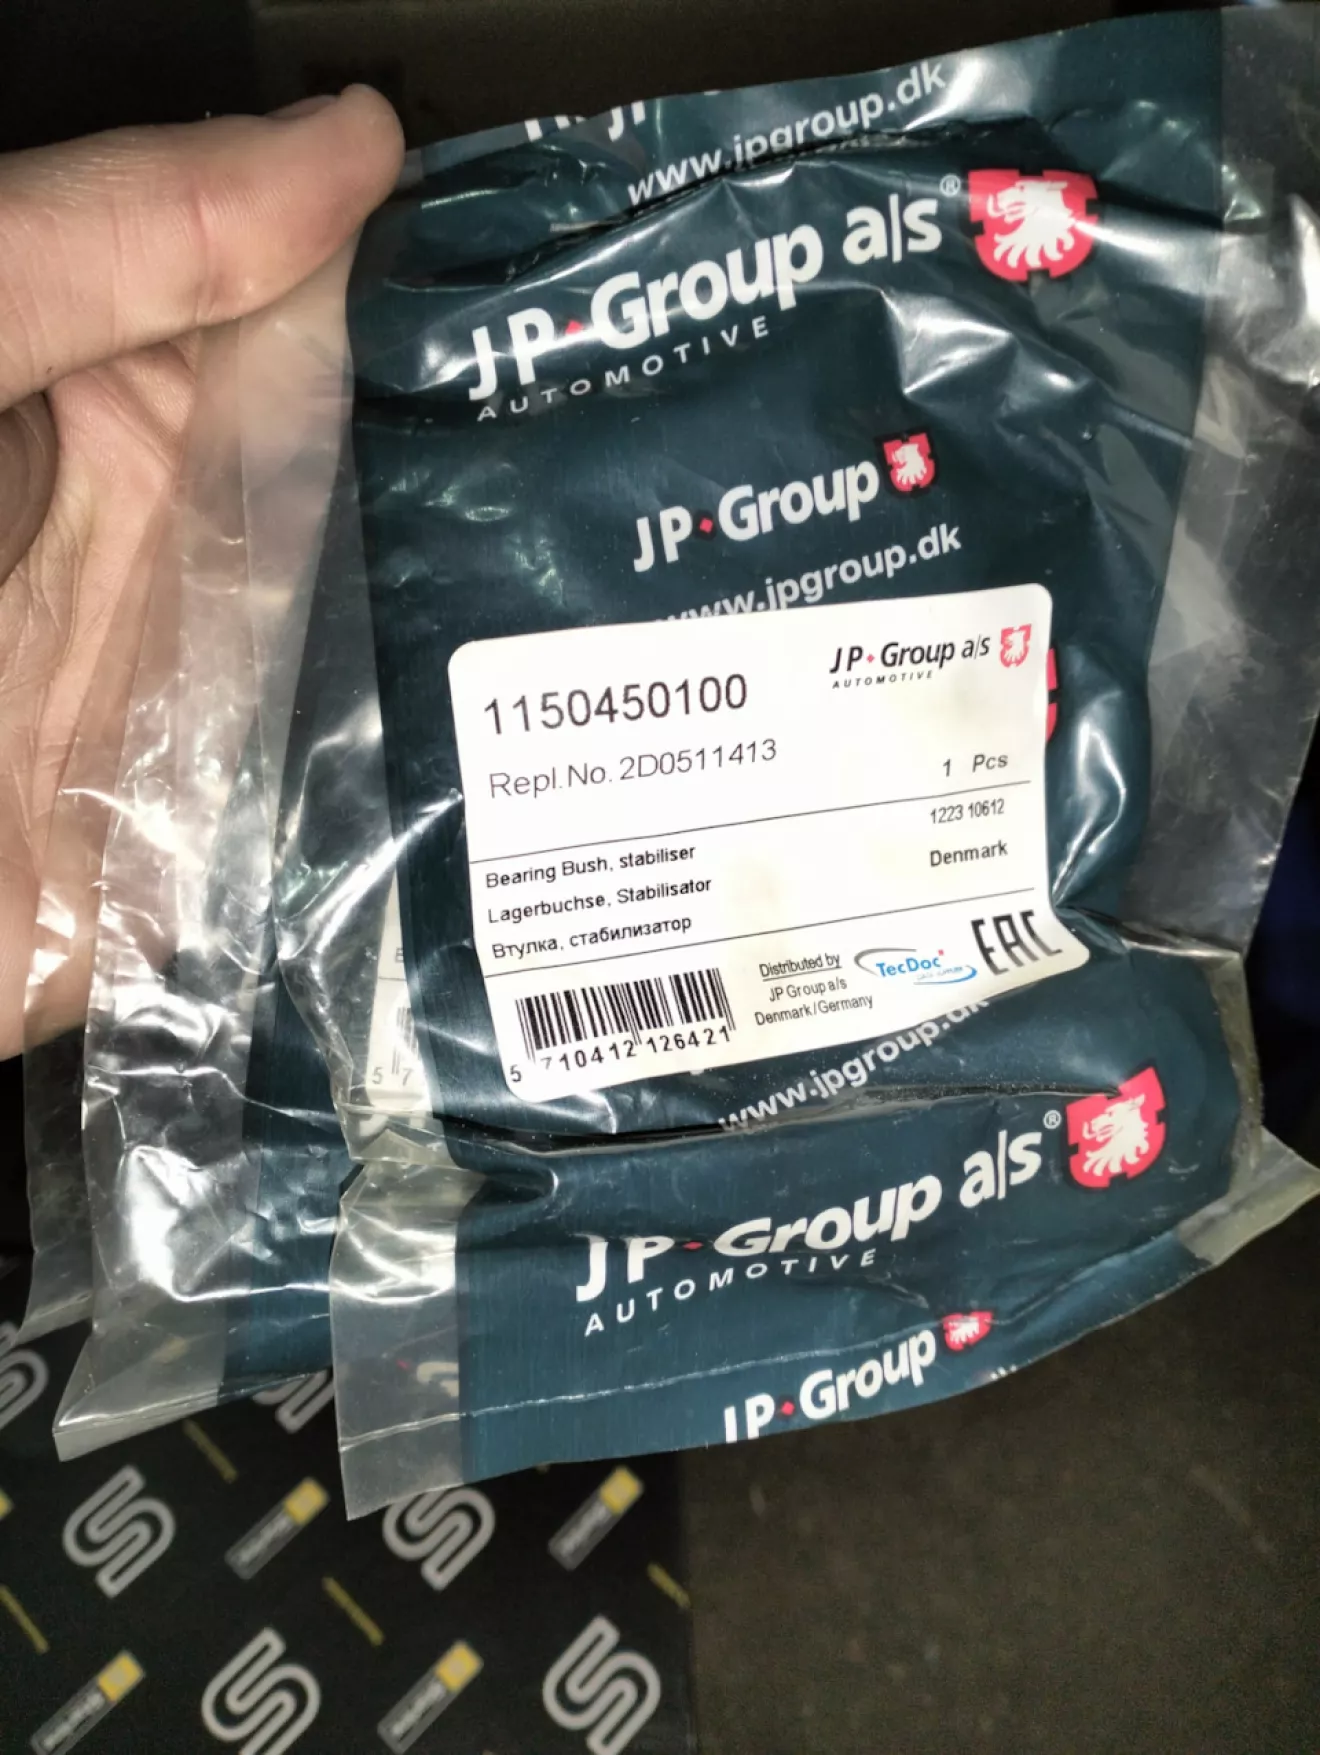 www.jpgroup.dk
JP Group a/s®
AUTOMOTIVE
JP Group
www.jpgroup.dk
JP Group a/s
AUTOMOTIVE
1150450100
Repl.No. 2D0511413
1 Pcs
1223 10612
Bearing Bush, stabiliser
Denmark
Lagerbuchse, Stabilisator
Втулка, стабилизатор
Distributed by
JP Group a/s
Denmark/Germany
TecDoc
EAC
5 710412 126421
5 7
www.jpgroup.dk
JP Group a/s®
AUTOMOTIVE
JP Group